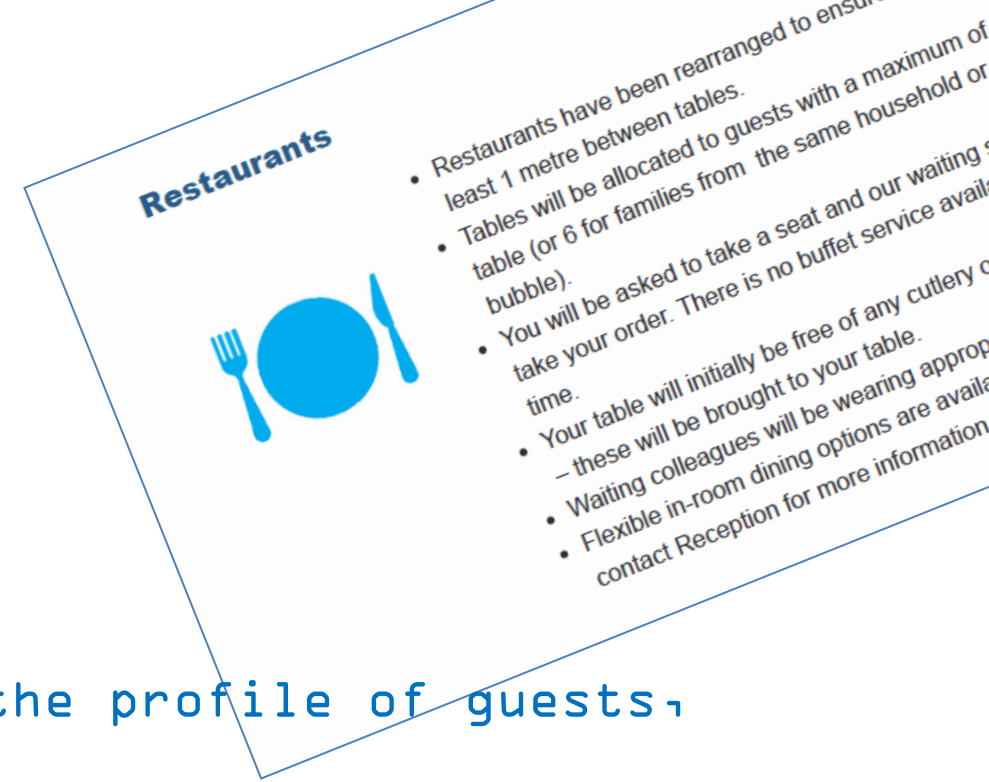 Restaurants
Restaurants have been rearranged to ensure
least 1 metre between tables.
Tables will be allocated to guests with a maximum of
table (or 6 for families from the same household or
bubble).
You will be asked to take a seat and our waiting
take your order. There is no buffet service
time.
Your table will initially be free of any cutlery
– these will be brought to your table.
Waiting colleagues will be wearing
Flexible in-room dining options are
contact Reception for more information
the profile of guests,